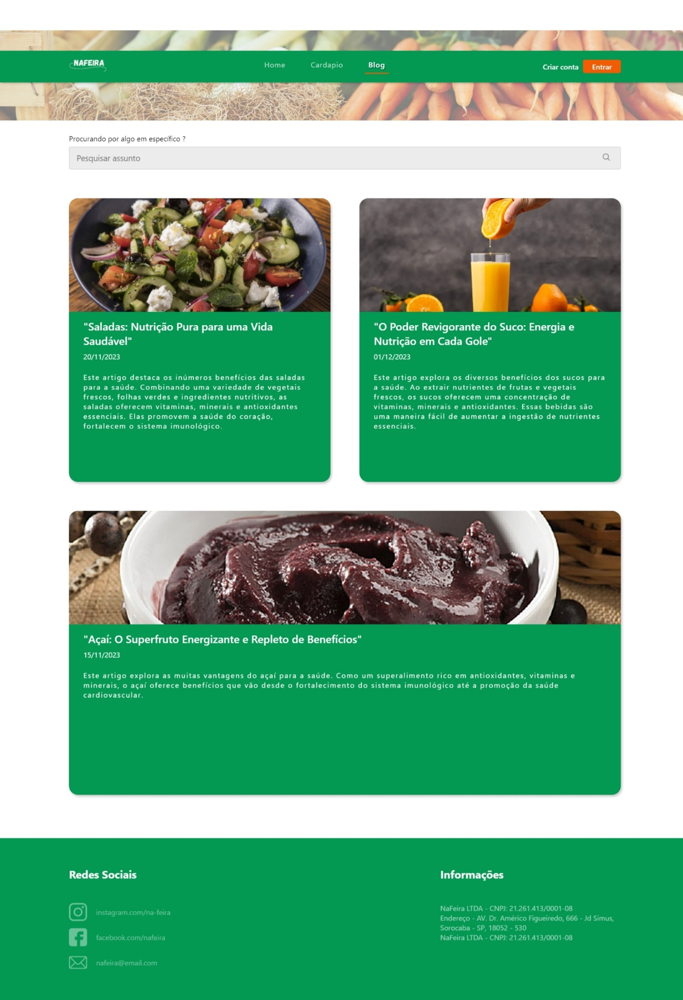 NAFEIRA
Home
Cardapio
Blog
Criar conta
Entrar
Procurando por algo em específico ?
Pesquisar assunto
"Saladas: Nutrição Pura para uma Vida
Saudável"
20/11/2023
Este artigo destaca os inúmeros benefícios das saladas
para a saúde. Combinando uma variedade de vegetais
frescos, folhas verdes e ingredientes nutritivos, as
saladas oferecem vitaminas, minerais e antioxidantes
essenciais. Elas promovem a saúde do coração,
fortalecem o sistema imunológico.
"O Poder Revigorante do Suco: Energia e
Nutrição em Cada Gole"
01/12/2023
Este artigo explora os diversos benefícios dos sucos para
a saúde. Ao extrair nutrientes de frutas e vegetais
frescos, os sucos oferecem uma concentração de
vitaminas, minerais e antioxidantes. Essas bebidas são
uma maneira fácil de aumentar a ingestão de nutrientes
essenciais.
"Açaí: O Superfruto Energizante e Repleto de Benefícios"
15/11/2023
Este artigo explora as muitas vantagens do açaí para a saúde. Como um superalimento rico em antioxidantes, vitaminas e
minerais, o açaí oferece benefícios que vão desde o fortalecimento do sistema imunológico até a promoção da saúde
cardiovascular.
Redes Sociais
instagram.com/na-feira
facebook.com/nafeira
nafeira@email.com
Informações
NaFeira LTDA - CNPJ: 21.261.413/0001-08
Endereço - AV. Dr. Américo Figueiredo, 666 - Jd Simus,
Sorocaba - SP, 18052 - 530
NaFeira LTDA - CNPJ: 21.261.413/0001-08